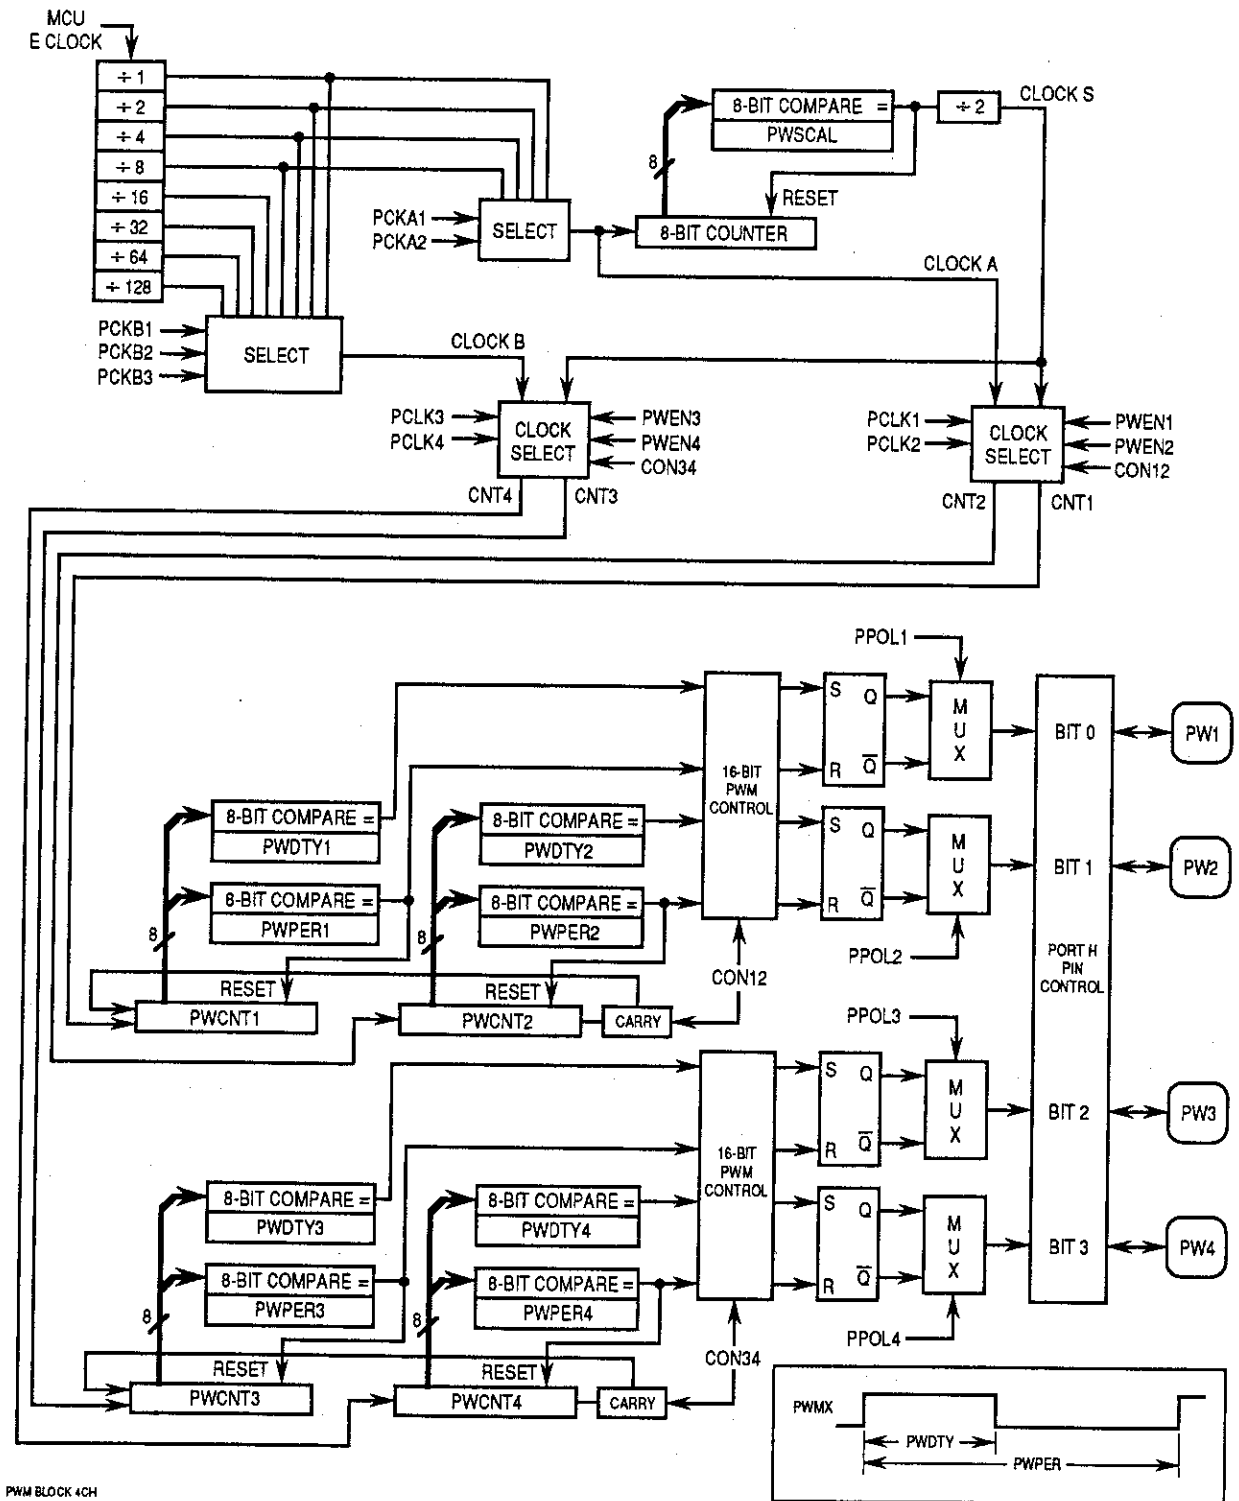 MCU
E CLOCK
÷ 1
÷ 2
÷ 4
÷ 8
÷ 16
÷ 32
÷ 64
÷ 128
8-BIT COMPARE =
PWSCAL
÷ 2
CLOCK S
8
RESET
PCKA1
PCKA2
SELECT
8-BIT COUNTER
CLOCK A
PCKB1
PCKB2
PCKB3
SELECT
CLOCK B
PCLK3
PCLK4
CLOCK
SELECT
PWEN3
PWEN4
CON34
PCLK1
PCLK2
CLOCK
SELECT
PWEN1
PWEN2
CON12
CNT4
CNT3
CNT2
CNT1
PPOL1
S
Q
R
Q̅
MUX
BIT 0
PW1
16-BIT
PWM
CONTROL
8-BIT COMPARE =
PWDTY1
8-BIT COMPARE =
PWDTY2
S
Q
R
Q̅
MUX
BIT 1
PW2
8-BIT COMPARE =
PWPER1
8-BIT COMPARE =
PWPER2
8
8
PPOL2
PORT H
PIN
CONTROL
RESET
RESET
CON12
PWCNT1
PWCNT2
CARRY
PPOL3
S
Q
R
Q̅
MUX
BIT 2
PW3
16-BIT
PWM
CONTROL
8-BIT COMPARE =
PWDTY3
8-BIT COMPARE =
PWDTY4
S
Q
R
Q̅
MUX
BIT 3
PW4
8-BIT COMPARE =
PWPER3
8-BIT COMPARE =
PWPER4
8
8
PPOL4
RESET
RESET
CON34
PWCNT3
PWCNT4
CARRY
PWMX
PWDTY
PWPER
PWM BLOCK 4CH